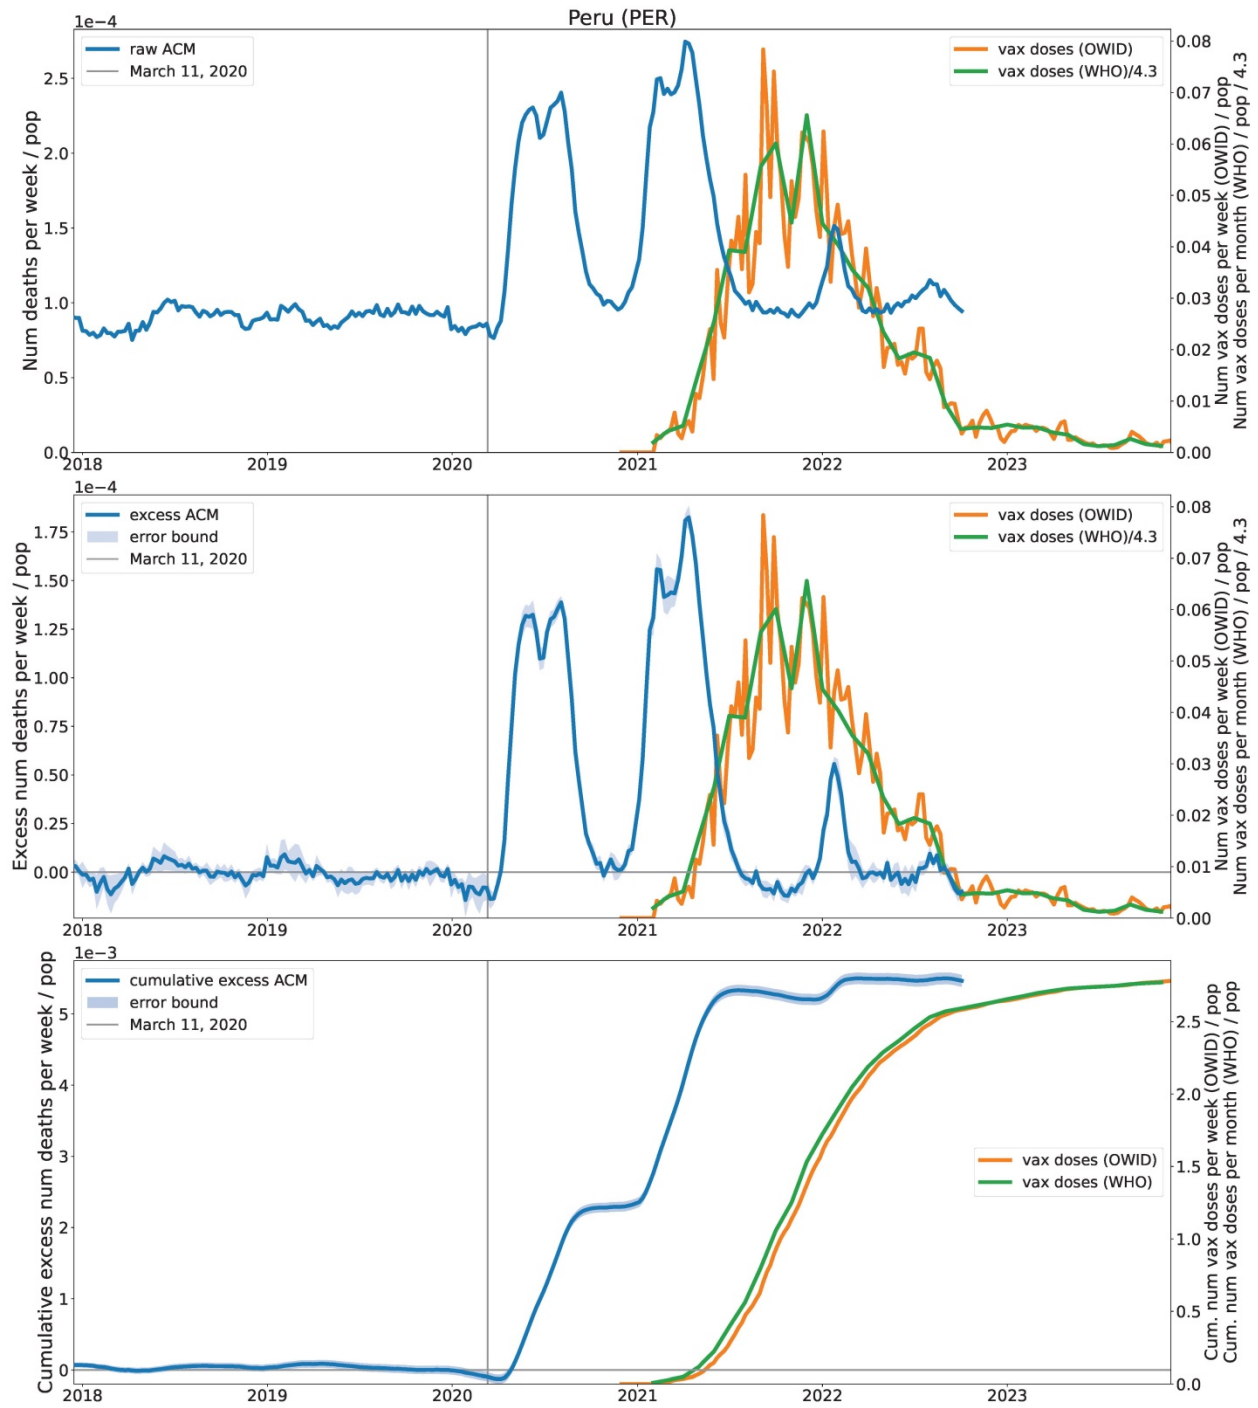 Peru (PER)
1e−4
raw ACM
March 11, 2020
vax doses (OWID)
vax doses (WHO)/4.3
Num deaths per week / pop
2.5
2.0
1.5
1.0
0.5
0.0
0.08
0.07
0.06
0.05
0.04
0.03
0.02
0.01
0.00
Num vax doses per week (OWID) / pop
Num vax doses per month (WHO) / pop / 4.3
2018 2019 2020 2021 2022 2023
1e−4
excess ACM
error bound
March 11, 2020
vax doses (OWID)
vax doses (WHO)/4.3
Excess num deaths per week / pop
1.75
1.50
1.25
1.00
0.75
0.50
0.25
0.00
0.08
0.07
0.06
0.05
0.04
0.03
0.02
0.01
0.00
Num vax doses per week (OWID) / pop
Num vax doses per month (WHO) / pop / 4.3
2018 2019 2020 2021 2022 2023
1e−3
cumulative excess ACM
error bound
March 11, 2020
vax doses (OWID)
vax doses (WHO)
Cumulative excess num deaths per week / pop
5
4
3
2
1
0
2.5
2.0
1.5
1.0
0.5
0.0
Cum. num vax doses per week (OWID) / pop
Cum. num vax doses per month (WHO) / pop
2018 2019 2020 2021 2022 2023